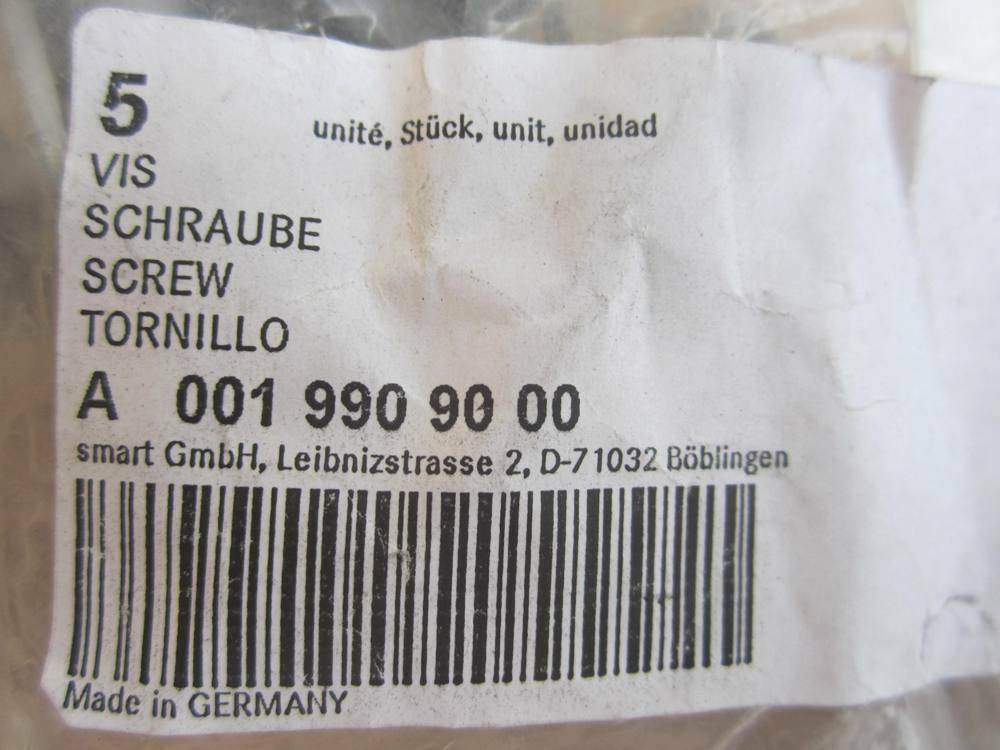 5
unité, Stück, unit, unidad
VIS
SCHRAUBE
SCREW
TORNILLO
A 001 990 90 00
smart GmbH, Leibnizstrasse 2, D-71032 Böblingen
Made in GERMANY